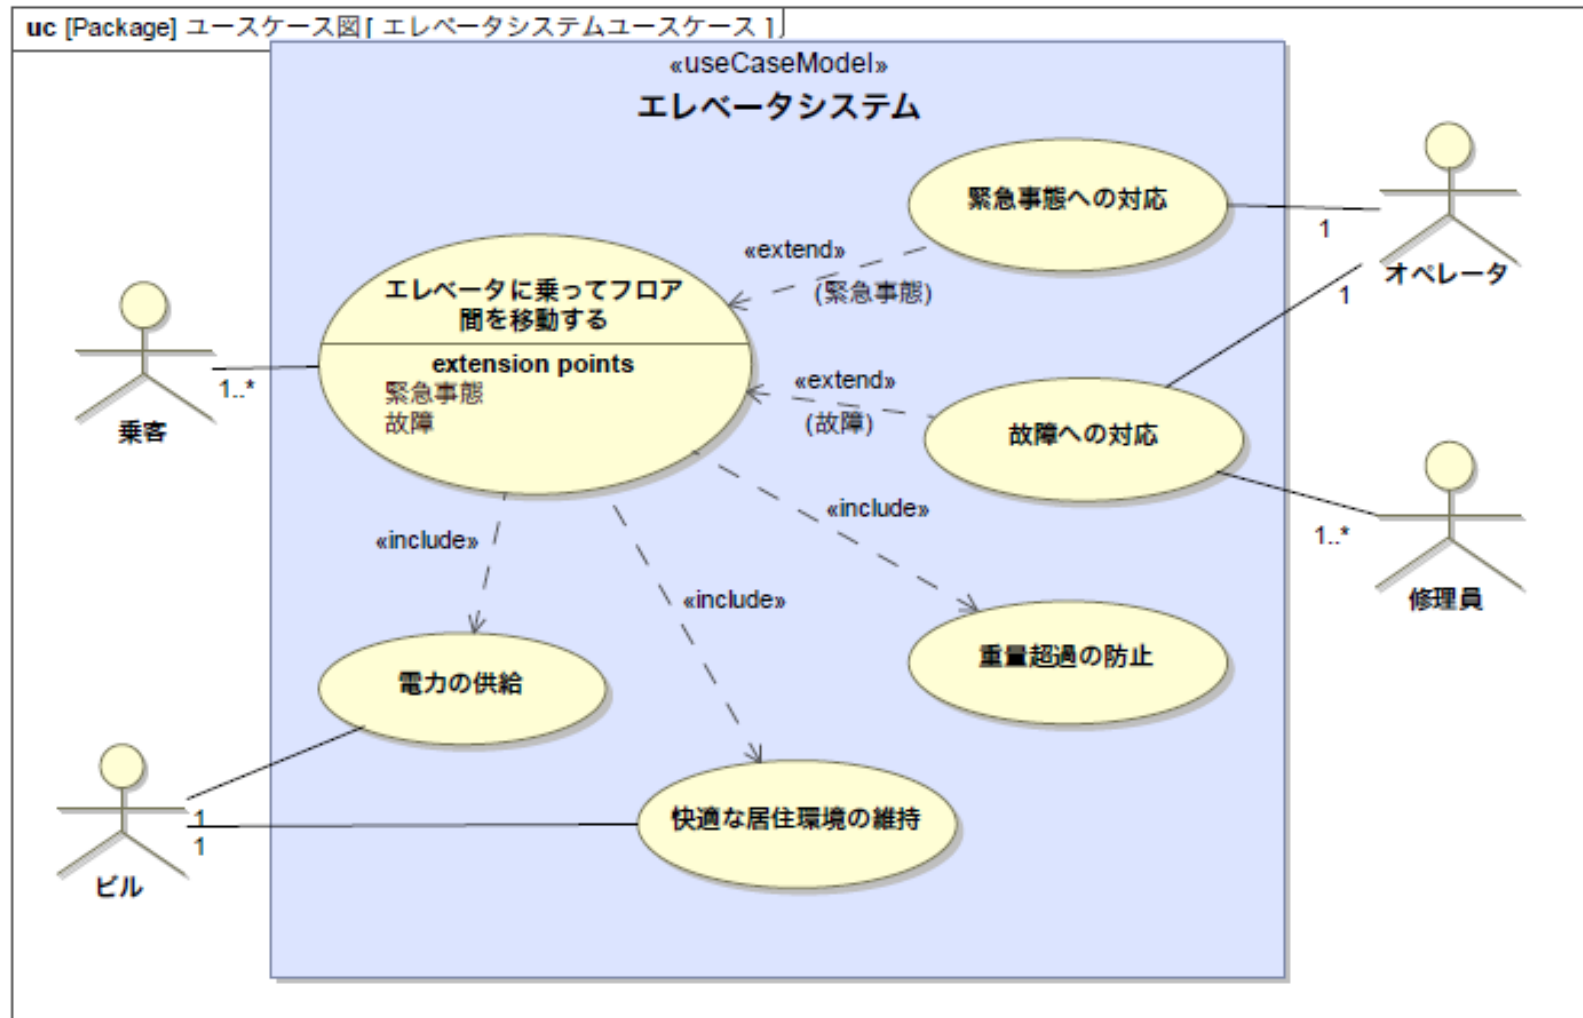 uc [Package] ユースケース図[ エレベータシステムユースケース ]
«useCaseModel»
エレベータシステム
緊急事態への対応
1
オペレータ
1
«extend»
(緊急事態)
エレベータに乗ってフロア
間を移動する
extension points
緊急事態
故障
1..*
乗客
«extend»
(故障)
故障への対応
1..*
修理員
«include»
«include»
«include»
重量超過の防止
電力の供給
1
1
ビル
快適な居住環境の維持